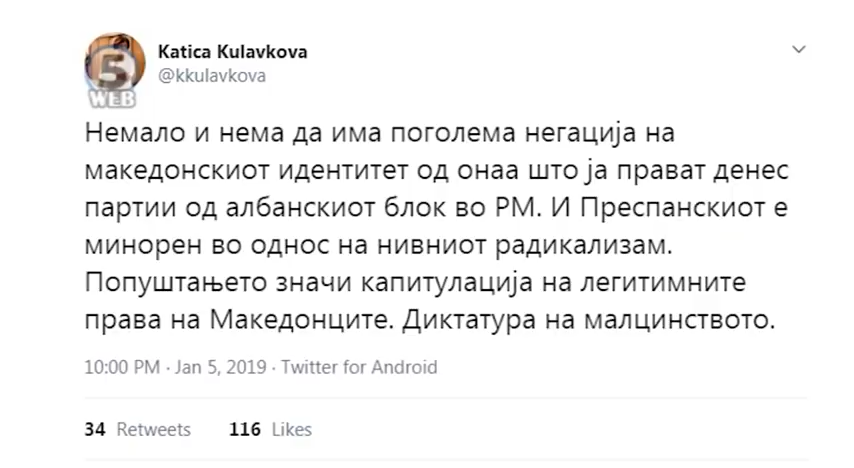 Katica Kulavkova
@kkulavkova
5
WEB
Немало и нема да има поголема негација на
македонскиот идентитет од онаа што ја прават денес
партии од албанскиот блок во РМ. И Преспанскиот е
минорен во однос на нивниот радикализам.
Попуштањето значи капитулација на легитимните
права на Македонците. Диктатура на малцинството.
10:00 PM · Jan 5, 2019 · Twitter for Android
34 Retweets 116 Likes